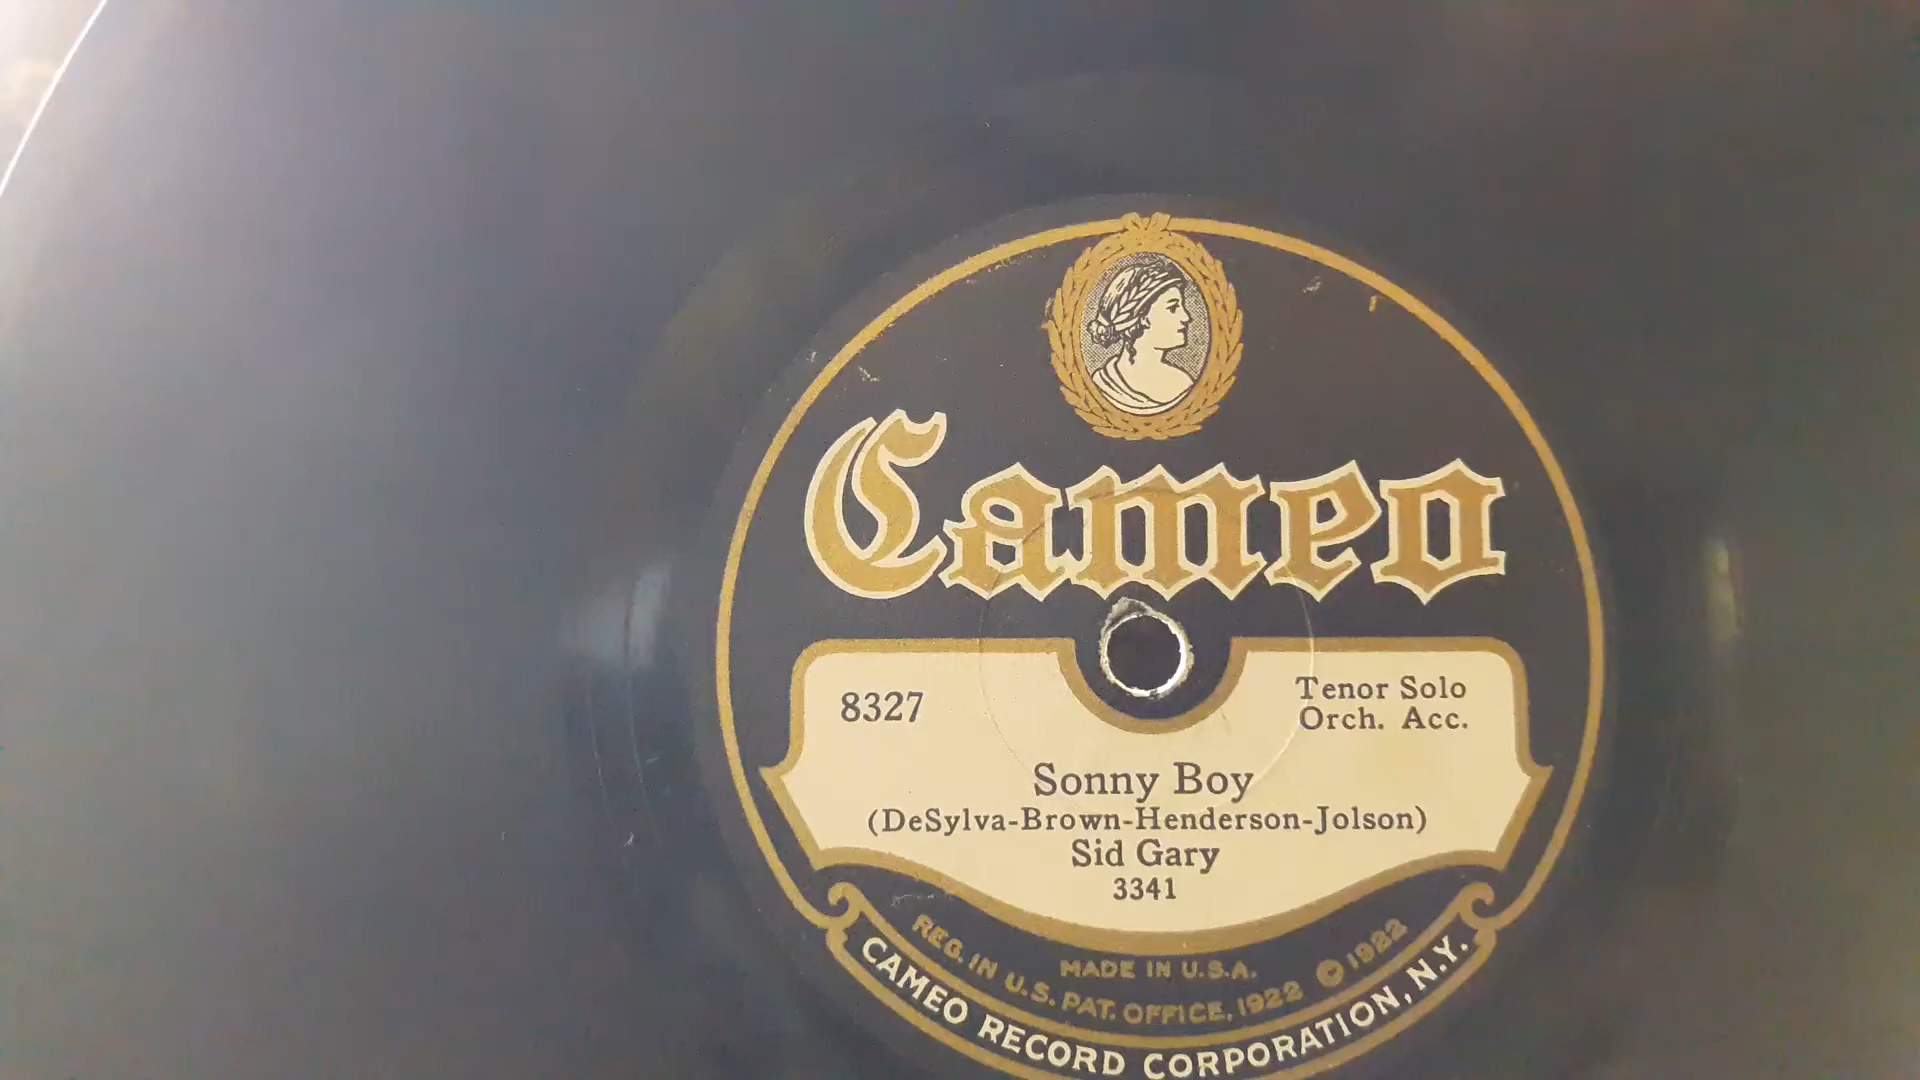 Cameo
8327
Tenor Solo
Orch. Acc.
Sonny Boy
(DeSylva-Brown-Henderson-Jolson)
Sid Gary
3341
MADE IN U.S.A.
REG. IN U.S. PAT. OFFICE, 1922 © 1922
CAMEO RECORD CORPORATION, N.Y.